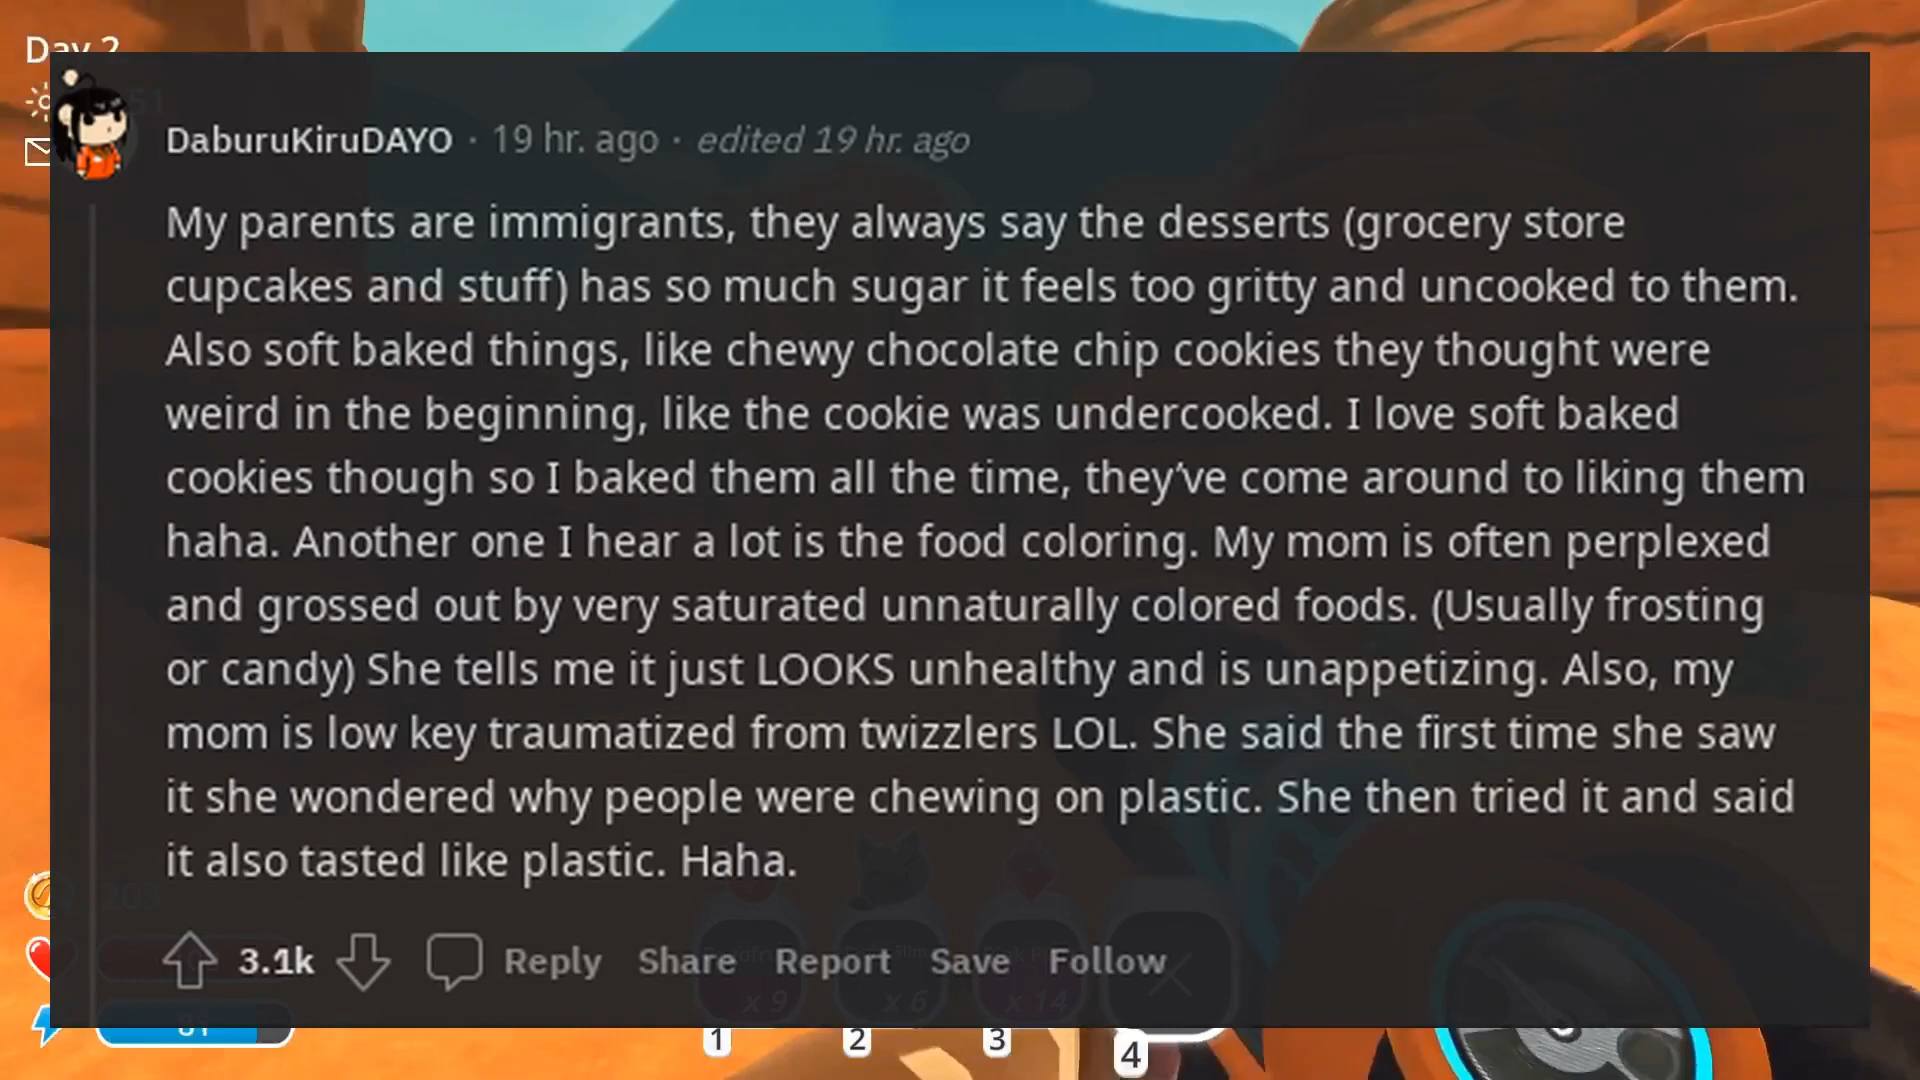 Day 2
51
DaburuKiruDAYO · 19 hr. ago · edited 19 hr. ago
My parents are immigrants, they always say the desserts (grocery store
cupcakes and stuff) has so much sugar it feels too gritty and uncooked to them.
Also soft baked things, like chewy chocolate chip cookies they thought were
weird in the beginning, like the cookie was undercooked. I love soft baked
cookies though so I baked them all the time, they've come around to liking them
haha. Another one I hear a lot is the food coloring. My mom is often perplexed
and grossed out by very saturated unnaturally colored foods. (Usually frosting
or candy) She tells me it just LOOKS unhealthy and is unappetizing. Also, my
mom is low key traumatized from twizzlers LOL. She said the first time she saw
it she wondered why people were chewing on plastic. She then tried it and said
it also tasted like plastic. Haha.
203
3.1k Reply Share Report Save Follow
x 9 x 6 x 14
81
1 2 3 4